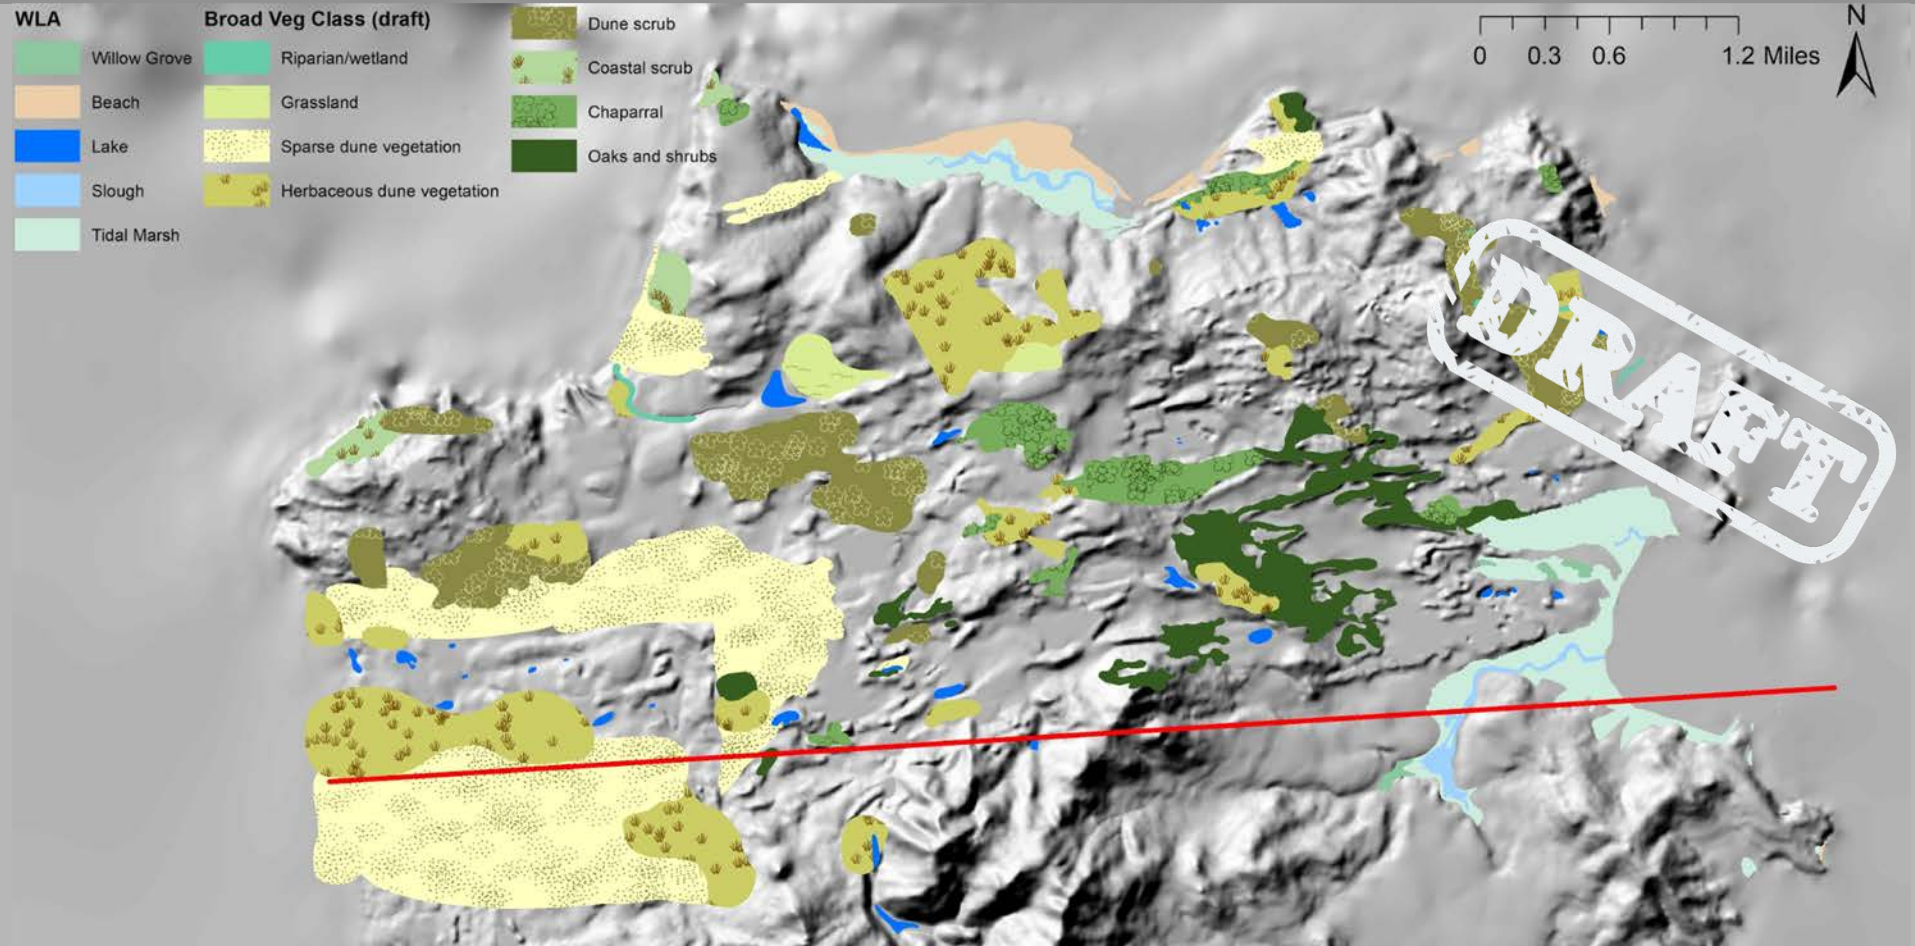 WLA
Willow Grove
Beach
Lake
Slough
Tidal Marsh
Broad Veg Class (draft)
Riparian/wetland
Grassland
Sparse dune vegetation
Herbaceous dune vegetation
Dune scrub
Coastal scrub
Chaparral
Oaks and shrubs
0 0.3 0.6 1.2 Miles
N
DRAFT